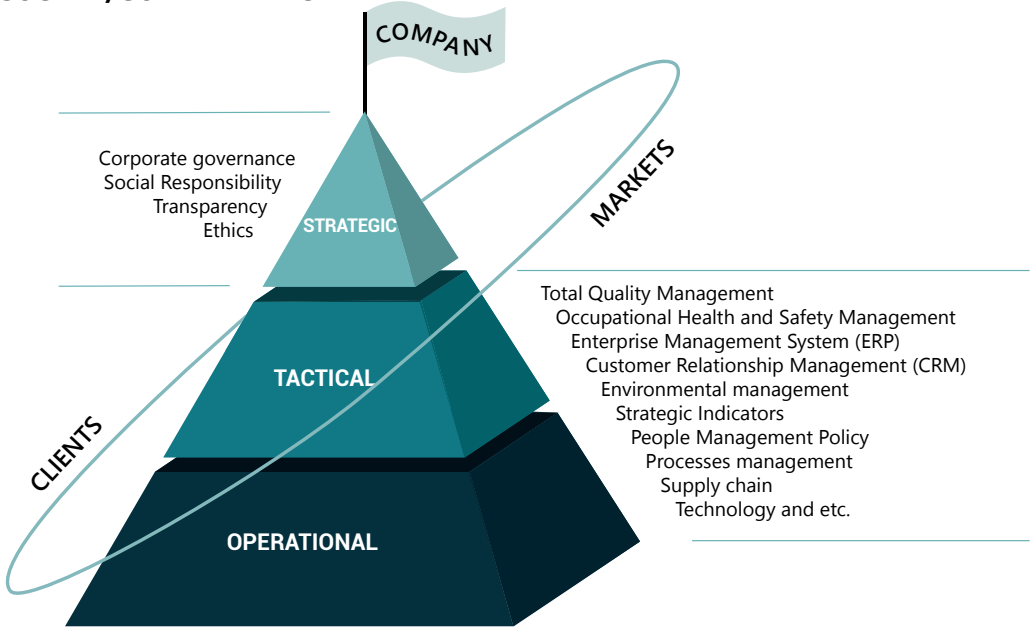 COMPANY
MARKETS
Corporate governance
Social Responsibility
Transparency
Ethics
STRATEGIC
Total Quality Management
Occupational Health and Safety Management
Enterprise Management System (ERP)
Customer Relationship Management (CRM)
Environmental management
Strategic Indicators
People Management Policy
Processes management
Supply chain
Technology and etc.
TACTICAL
CLIENTS
OPERATIONAL